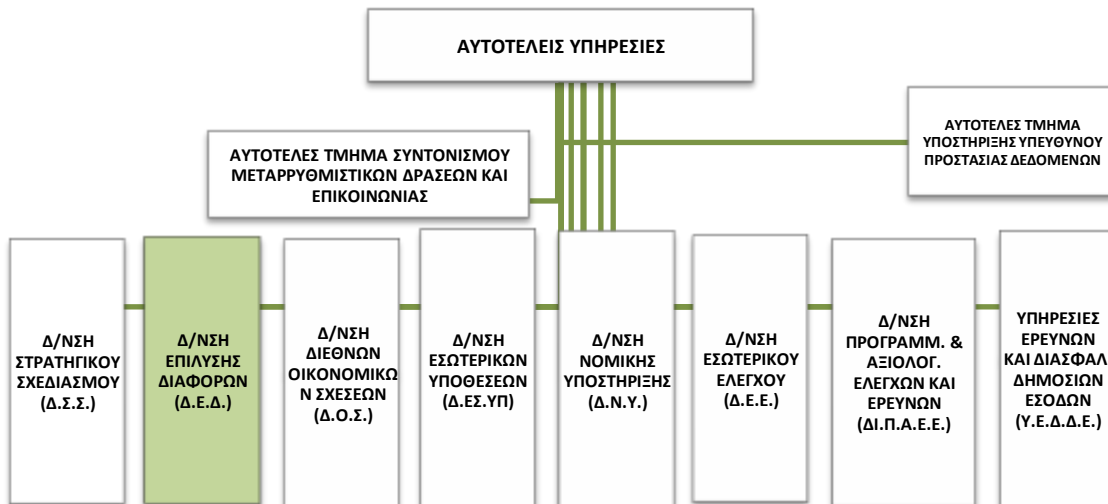 ΑΥΤΟΤΕΛΕΙΣ ΥΠΗΡΕΣΙΕΣ
ΑΥΤΟΤΕΛΕΣ ΤΜΗΜΑ
ΥΠΟΣΤΗΡΙΞΗΣ ΥΠΕΥΘΥΝΟΥ
ΠΡΟΣΤΑΣΙΑΣ ΔΕΔΟΜΕΝΩΝ
ΑΥΤΟΤΕΛΕΣ ΤΜΗΜΑ ΣΥΝΤΟΝΙΣΜΟΥ
ΜΕΤΑΡΡΥΘΜΙΣΤΙΚΩΝ ΔΡΑΣΕΩΝ ΚΑΙ
ΕΠΙΚΟΙΝΩΝΙΑΣ
Δ/ΝΣΗ
ΣΤΡΑΤΗΓΙΚΟΥ
ΣΧΕΔΙΑΣΜΟΥ
(Δ.Σ.Σ.)
Δ/ΝΣΗ
ΕΠΙΛΥΣΗΣ
ΔΙΑΦΟΡΩΝ
(Δ.Ε.Δ.)
Δ/ΝΣΗ
ΔΙΕΘΝΩΝ
ΟΙΚΟΝΟΜΙΚΩ
Ν ΣΧΕΣΕΩΝ
(Δ.Ο.Σ.)
Δ/ΝΣΗ
ΕΣΩΤΕΡΙΚΩΝ
ΥΠΟΘΕΣΕΩΝ
(Δ.ΕΣ.ΥΠ)
Δ/ΝΣΗ
ΝΟΜΙΚΗΣ
ΥΠΟΣΤΗΡΙΞΗΣ
(Δ.Ν.Υ.)
Δ/ΝΣΗ
ΕΣΩΤΕΡΙΚΟΥ
ΕΛΕΓΧΟΥ
(Δ.Ε.Ε.)
Δ/ΝΣΗ
ΠΡΟΓΡΑΜΜ. &
ΑΞΙΟΛΟΓ.
ΕΛΕΓΧΩΝ ΚΑΙ
ΕΡΕΥΝΩΝ
(ΔΙ.Π.Α.Ε.Ε.)
ΥΠΗΡΕΣΙΕΣ
ΕΡΕΥΝΩΝ
ΚΑΙ ΔΙΑΣΦΑΛ.
ΔΗΜΟΣΙΩΝ
ΕΣΟΔΩΝ
(Υ.Ε.Δ.Δ.Ε.)